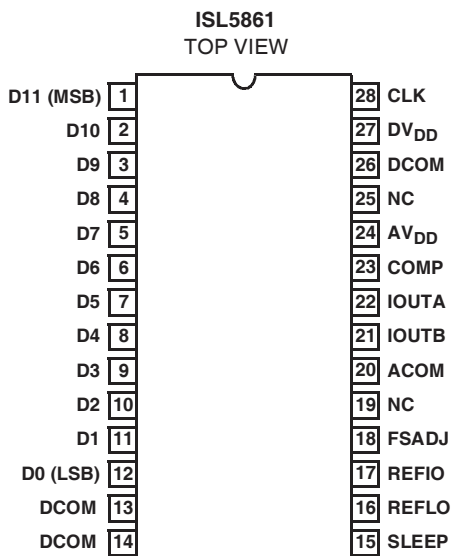 ISL5861
TOP VIEW
D11 (MSB) 1 28 CLK
D10 2 27 DVDD
D9 3 26 DCOM
D8 4 25 NC
D7 5 24 AVDD
D6 6 23 COMP
D5 7 22 IOUTA
D4 8 21 IOUTB
D3 9 20 ACOM
D2 10 19 NC
D1 11 18 FSADJ
D0 (LSB) 12 17 REFIO
DCOM 13 16 REFLO
DCOM 14 15 SLEEP